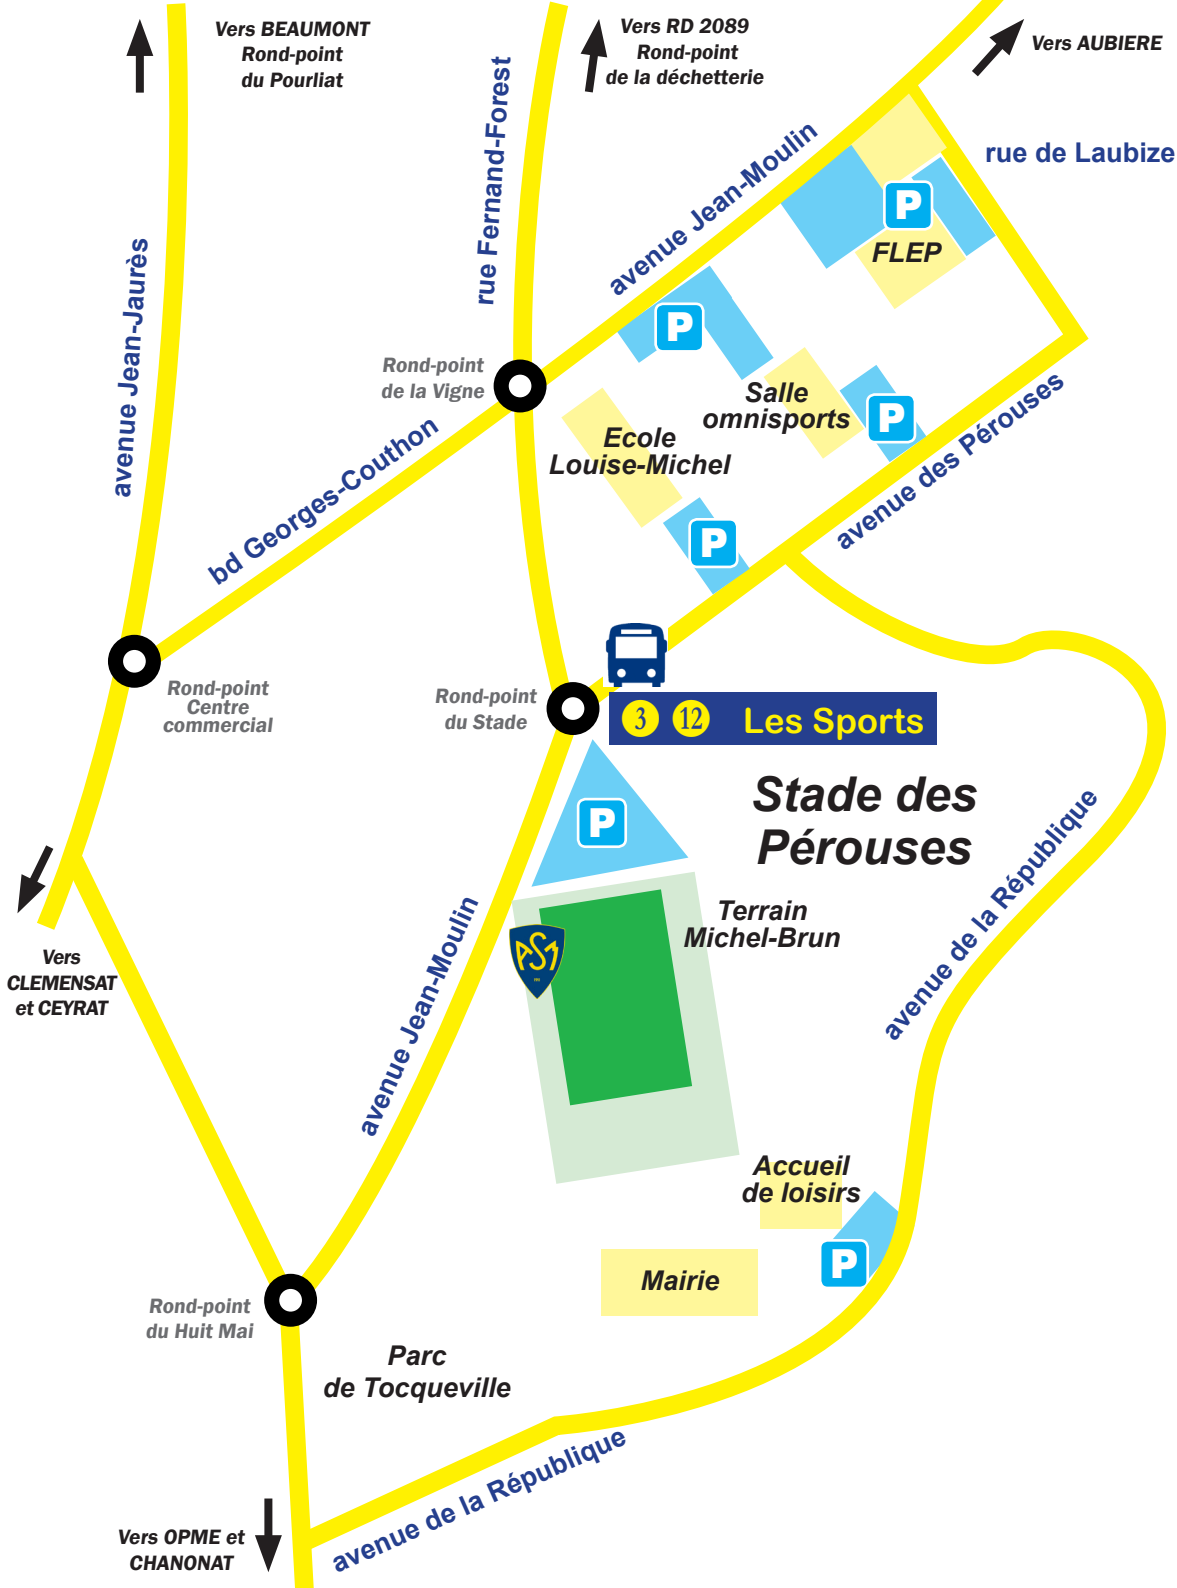 Vers BEAUMONT
Rond-point
du Pourliat
Vers RD 2089
Rond-point
de la déchetterie
Vers AUBIERE
rue de Laubize
avenue Jean-Moulin
rue Fernand-Forest
avenue Jean-Jaurès
P
FLEP
P
Rond-point
de la Vigne
Salle
omnisports
P
Ecole
Louise-Michel
avenue des Pérouses
bd Georges-Couthon
P
Rond-point
Centre
commercial
Rond-point
du Stade
3 12 Les Sports
Stade des
Pérouses
P
avenue de la République
Terrain
Michel-Brun
ASM
avenue Jean-Moulin
Vers
CLEMENSAT
et CEYRAT
Accueil
de loisirs
P
Mairie
Rond-point
du Huit Mai
Parc
de Tocqueville
avenue de la République
Vers OPME et
CHANONAT